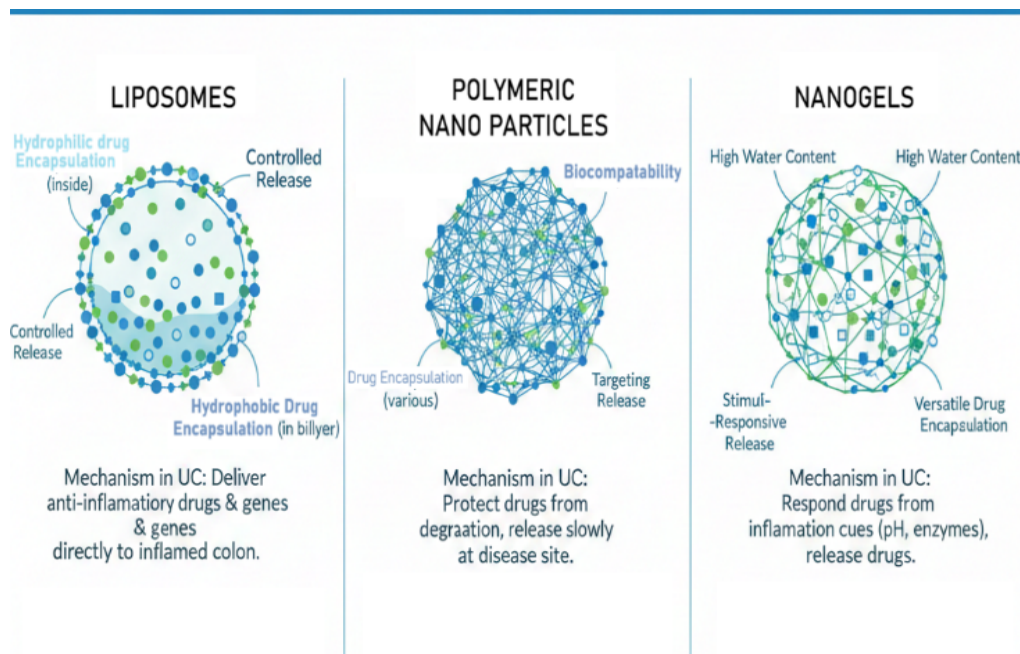 LIPOSOMES
Hydrophilic drug
Encapsulation
(inside)
Controlled
Release
Controlled
Release
Hydrophobic Drug
Encapsulation (in billyer)
Mechanism in UC: Deliver
anti-inflamatiory drugs & genes
& genes
directly to inflamed colon.
POLYMERIC
NANO PARTICLES
Biocompatability
Drug Encapsulation
(various)
Targeting
Release
Mechanism in UC:
Protect drugs from
degraation, release slowly
at disease site.
NANOGELS
High Water Content
High Water Content
Stimul-
-Responsive
Release
Versatile Drug
Encapsulation
Mechanism in UC:
Respond drugs from
inflamation cues (pH, enzymes),
release drugs.